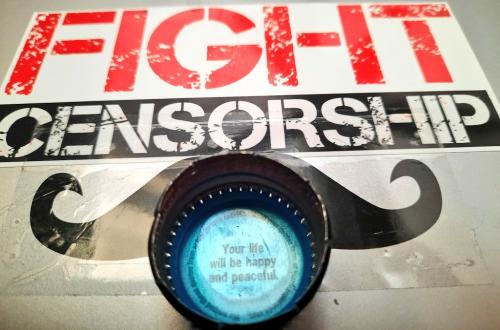 FIGHT
CENSORSHIP
Your life
will be happy
and peaceful.